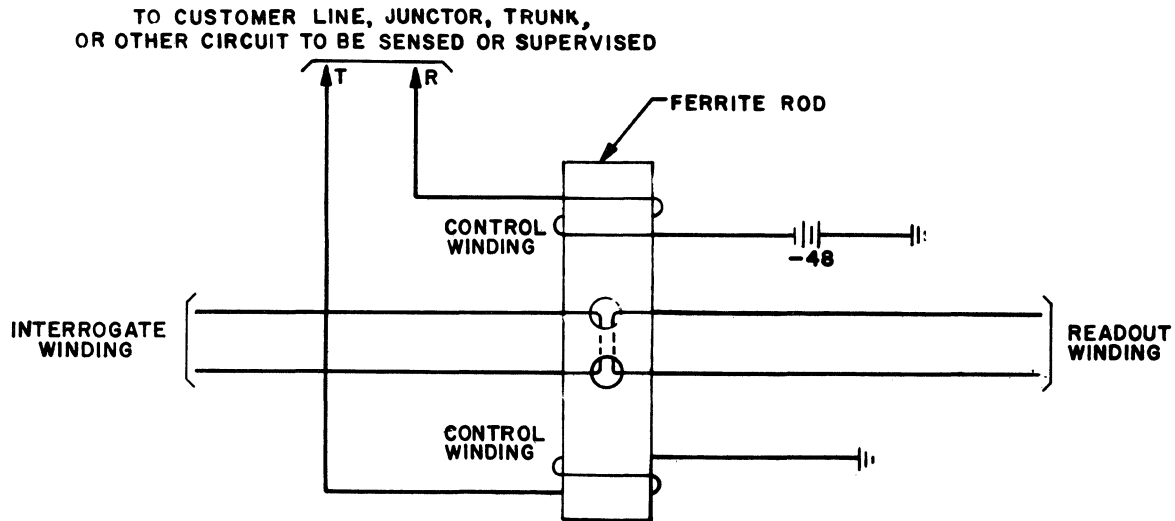 TO CUSTOMER LINE, JUNCTOR, TRUNK,
OR OTHER CIRCUIT TO BE SENSED OR SUPERVISED
T
R
FERRITE ROD
CONTROL
WINDING
-48
INTERROGATE
WINDING
READOUT
WINDING
CONTROL
WINDING